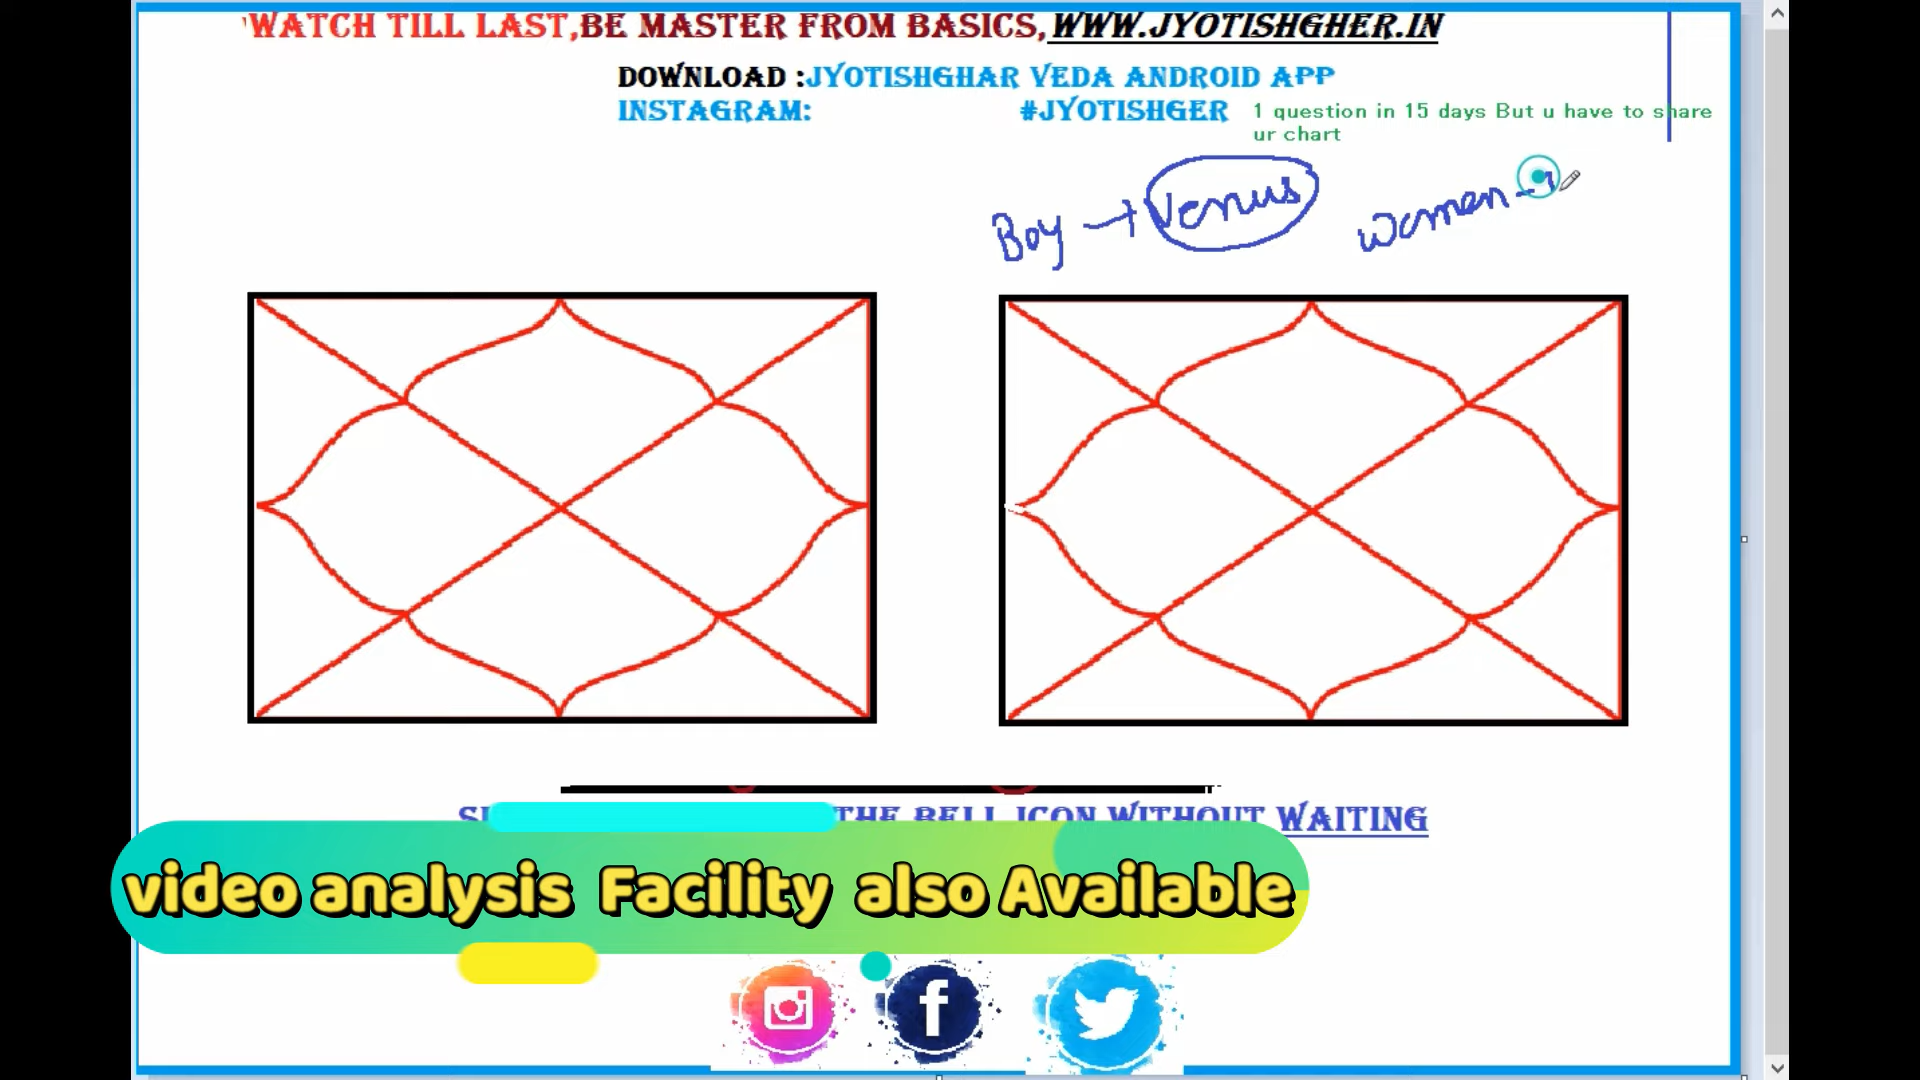 WATCH TILL LAST,BE MASTER FROM BASICS,WWW.JYOTISHGHER.IN
DOWNLOAD :JYOTISHGHAR VEDA ANDROID APP
INSTAGRAM: #JYOTISHGER
1 question in 15 days But u have to share
ur chart
Boy → Venus
Women
THE BELL ICON WITHOUT WAITING
video analysis Facility also Available